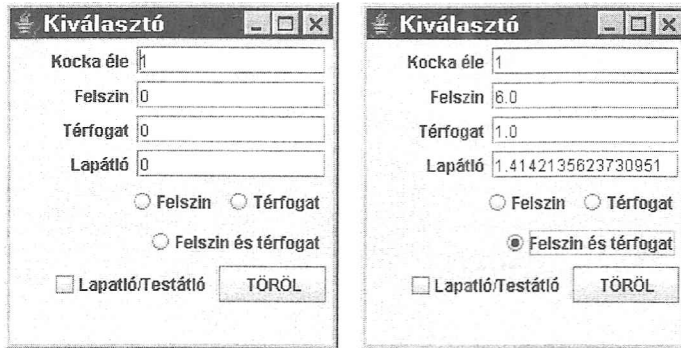 Kiválasztó
Kocka éle 1
Felszin 0
Térfogat 0
Lapátló 0
Felszin Térfogat
Felszin és térfogat
Lapatló/Testátló TÖRÖL
Kiválasztó
Kocka éle 1
Felszin 6.0
Térfogat 1.0
Lapátló 1.4142135623730951
Felszin Térfogat
Felszin és térfogat
Lapatló/Testátló TÖRÖL